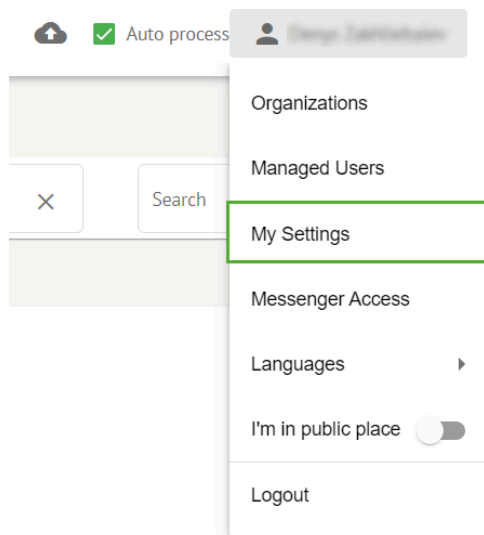 Auto process
Organizations
Managed Users
Search
My Settings
Messenger Access
Languages
I'm in public place
Logout